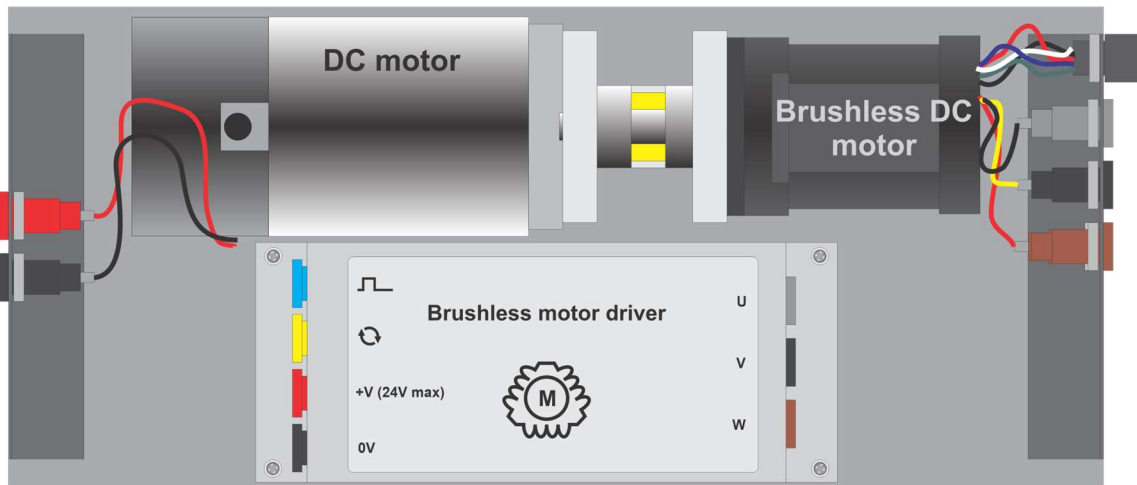 DC motor
Brushless DC
motor
Brushless motor driver
+V (24V max)
0V
M
U
V
W